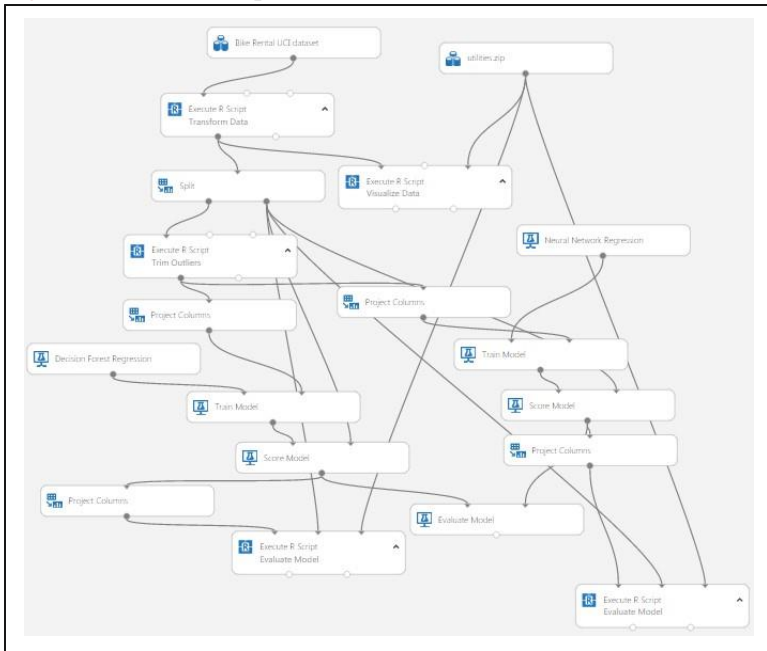 Bike Rental UCI dataset
utilities.zip
Execute R Script
Transform Data
Split
Execute R Script
Visualize Data
Execute R Script
Trim Outliers
Neural Network Regression
Project Columns
Project Columns
Decision Forest Regression
Train Model
Train Model
Score Model
Score Model
Project Columns
Project Columns
Evaluate Model
Execute R Script
Evaluate Model
Execute R Script
Evaluate Model